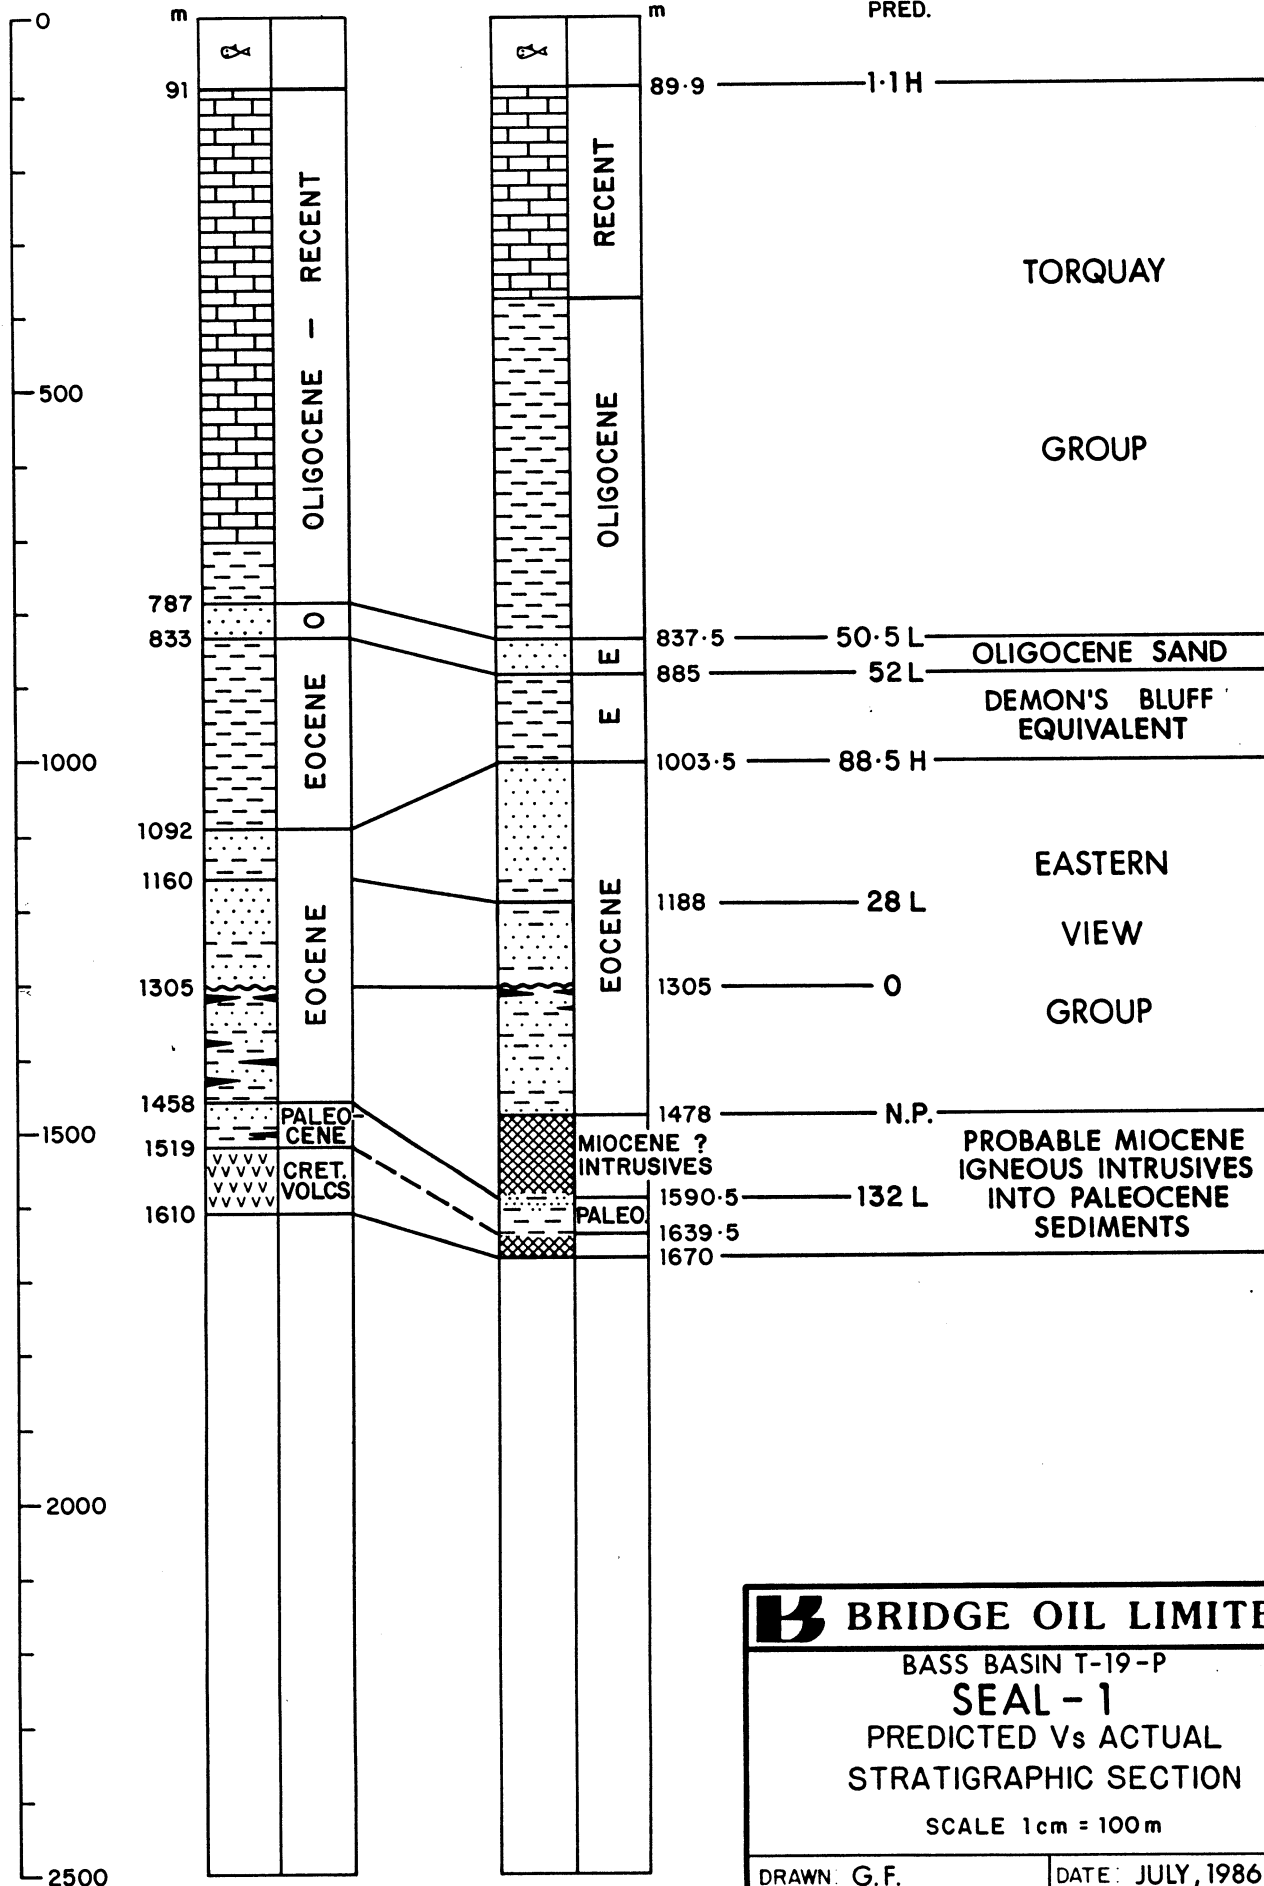 m
m
PRED.
0
500
1000
1500
2000
2500
91
787
833
1092
1160
1305
1458
1519
1610
OLIGOCENE – RECENT
O
EOCENE
EOCENE
PALEO-
CENE
CRET.
VOLCS
RECENT
OLIGOCENE
E
E
EOCENE
MIOCENE ?
INTRUSIVES
PALEO.
89·9 1·1 H
837·5 50·5 L
885 52 L
1003·5 88·5 H
1188 28 L
1305 0
1478 N.P.
1590·5 132 L
1639·5
1670
TORQUAY
GROUP
OLIGOCENE SAND
DEMON'S BLUFF
EQUIVALENT
EASTERN
VIEW
GROUP
PROBABLE MIOCENE
IGNEOUS INTRUSIVES
INTO PALEOCENE
SEDIMENTS
BRIDGE OIL LIMITE
BASS BASIN T-19-P
SEAL-1
PREDICTED Vs ACTUAL
STRATIGRAPHIC SECTION
SCALE 1cm = 100m
DRAWN: G.F. DATE: JULY, 1986